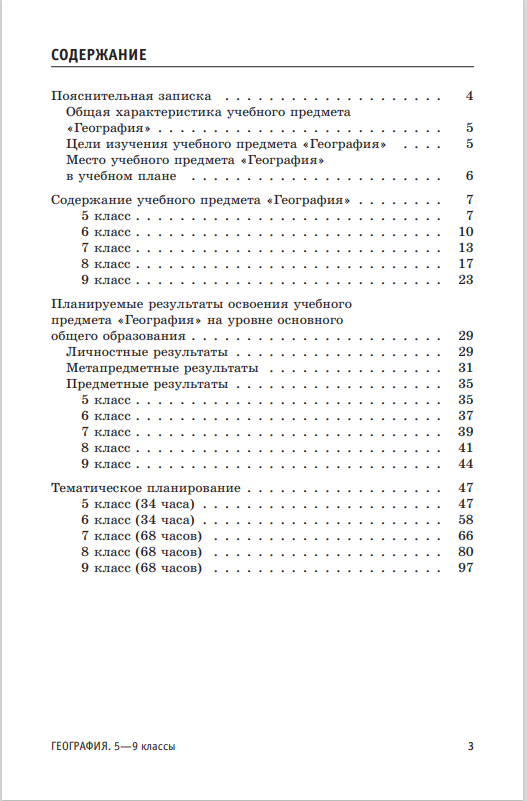 СОДЕРЖАНИЕ
Пояснительная записка . . . . . . . . . . . . . . . . . 4
Общая характеристика учебного предмета
«География» . . . . . . . . . . . . . . . . . . . . . 5
Цели изучения учебного предмета «География» . . . . 5
Место учебного предмета «География»
в учебном плане . . . . . . . . . . . . . . . . . . 6
Содержание учебного предмета «География» . . . . . . . 7
5 класс . . . . . . . . . . . . . . . . . . . . . . 7
6 класс . . . . . . . . . . . . . . . . . . . . . . 10
7 класс . . . . . . . . . . . . . . . . . . . . . . 13
8 класс . . . . . . . . . . . . . . . . . . . . . . 17
9 класс . . . . . . . . . . . . . . . . . . . . . . 23
Планируемые результаты освоения учебного
предмета «География» на уровне основного
общего образования . . . . . . . . . . . . . . . . . . . 29
Личностные результаты . . . . . . . . . . . . . . . . 29
Метапредметные результаты . . . . . . . . . . . . . 31
Предметные результаты . . . . . . . . . . . . . . . . 35
5 класс . . . . . . . . . . . . . . . . . . . . . . 35
6 класс . . . . . . . . . . . . . . . . . . . . . . 37
7 класс . . . . . . . . . . . . . . . . . . . . . . 39
8 класс . . . . . . . . . . . . . . . . . . . . . . 41
9 класс . . . . . . . . . . . . . . . . . . . . . . 44
Тематическое планирование . . . . . . . . . . . . . . . 47
5 класс (34 часа) . . . . . . . . . . . . . . . . . . 47
6 класс (34 часа) . . . . . . . . . . . . . . . . . . 58
7 класс (68 часов) . . . . . . . . . . . . . . . . . 66
8 класс (68 часов) . . . . . . . . . . . . . . . . . 80
9 класс (68 часов) . . . . . . . . . . . . . . . . . 97
ГЕОГРАФИЯ. 5—9 классы 3